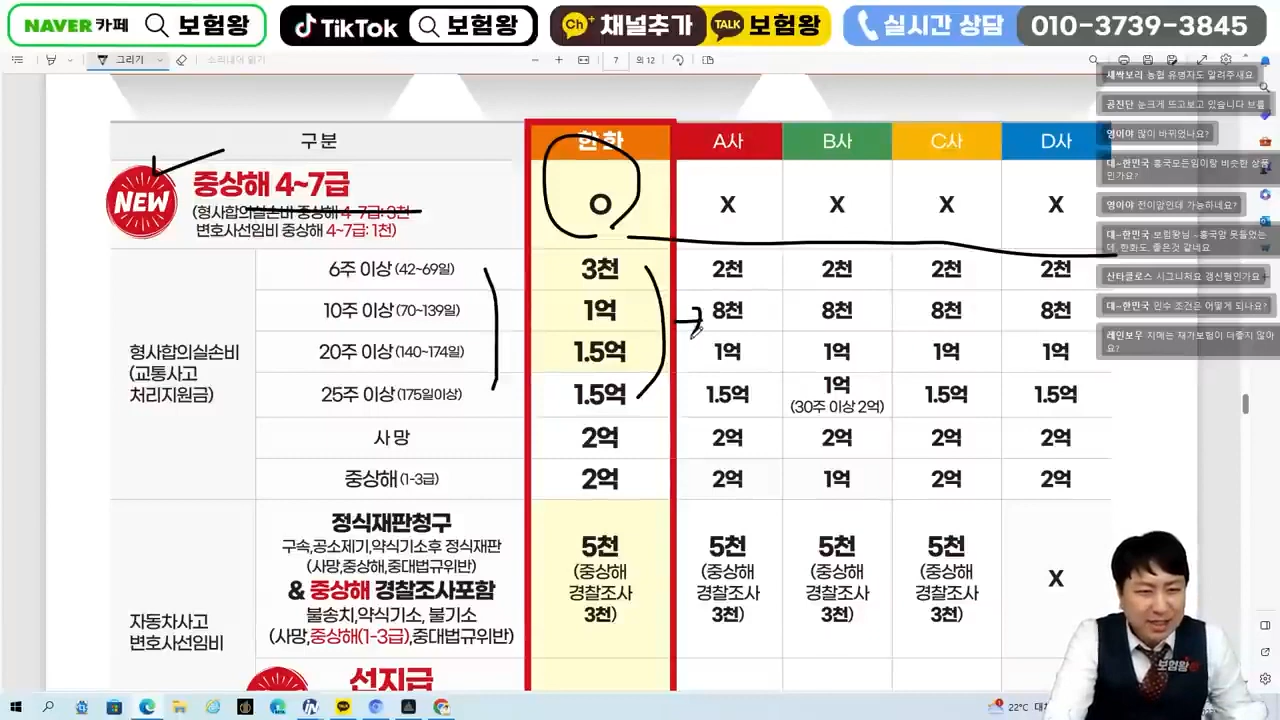 NAVER 카페 보험왕
TikTok 보험왕
Ch+ 채널추가 TALK 보험왕
실시간 상담 010-3739-3845
그리기 소리내어 읽기
7 의 12
구분 한화 A사 B사 C사 D사
NEW 중상해 4~7급
(형사합의실손비 중상해 4~7급: 3천
변호사선임비 중상해 4~7급: 1천)
O X X X X
형사합의실손비
(교통사고
처리지원금)
6주 이상 (42~69일) 3천 2천 2천 2천 2천
10주 이상 (70~139일) 1억 8천 8천 8천 8천
20주 이상 (140~174일) 1.5억 1억 1억 1억 1억
25주 이상 (175일이상) 1.5억 1.5억 1억 1.5억 1.5억
(30주 이상 2억)
사망 2억 2억 2억 2억 2억
중상해 (1-3급) 2억 2억 1억 2억 2억
자동차사고
변호사선임비
정식재판청구
구속,공소제기,약식기소후 정식재판
(사망,중상해,중대법규위반)
& 중상해 경찰조사포함
불송치,약식기소, 불기소
(사망,중상해(1-3급),중대법규위반)
5천 5천 5천 5천 X
(중상해 (중상해 (중상해 (중상해
경찰조사 경찰조사 경찰조사 경찰조사
3천) 3천) 3천) 3천)
선지급
새싹보리 농협 유병자도 알려주새요
공진단 눈크게 뜨고보고 있습니다 브를
영이야 많이 바뀌었나요?
대~한민국 흥국모든임이랑 비슷한 상품
인가요?
영이야 전이암인데 가능하네요?
대~한민국 보험왕님 ~흥국암 못들었는
데, 한화도, 좋은것 같네요
산타클로스 시그니처요 갱신형인가요
대~한민국 인수 조건은 어떻게 되나요?
레인보우 치매는 재가보험이 더좋지 않아
요?
보험왕
22℃